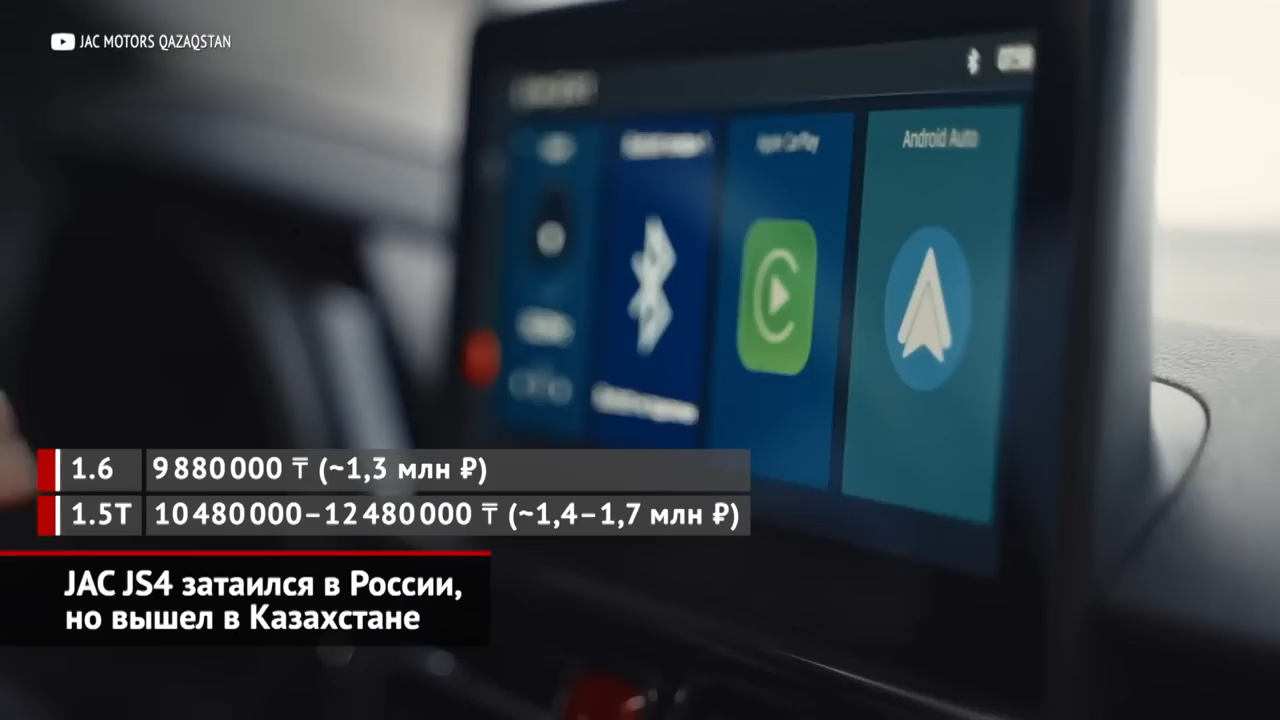 JAC MOTORS QAZAQSTAN
Apple CarPlay
Android Auto
1.6 9 880 000 ₸ (~1,3 млн ₽)
1.5T 10 480 000–12 480 000 ₸ (~1,4–1,7 млн ₽)
JAC JS4 затаился в России,
но вышел в Казахстане